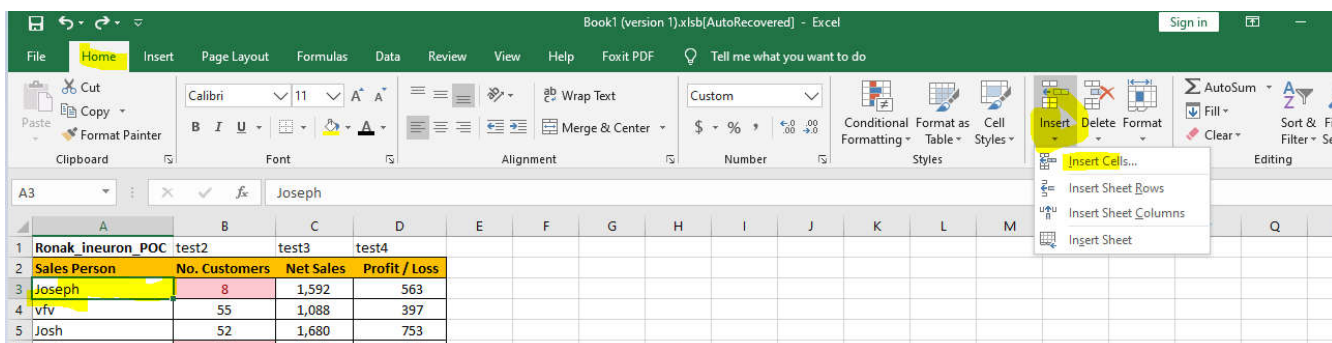 Book1 (version 1).xlsb[AutoRecovered] - Excel Sign in
File Home Insert Page Layout Formulas Data Review View Help Foxit PDF Tell me what you want to do
Cut
Copy
Format Painter
Paste
Clipboard
Calibri 11 A A
B I U A
Font
ab Wrap Text
Merge & Center
Alignment
Custom
$ % , .00 .00
Number
Conditional Formatting Format as Table Cell Styles
Styles
Insert Delete Format
AutoSum
Fill
Clear
Sort &
Filter
Editing
Insert Cells...
Insert Sheet Rows
Insert Sheet Columns
Insert Sheet
A3 fx Joseph
A B C D E F G H I J K L M Q
1 Ronak_ineuron_POC test2 test3 test4
2 Sales Person No. Customers Net Sales Profit / Loss
3 Joseph 8 1,592 563
4 vfv 55 1,088 397
5 Josh 52 1,680 753